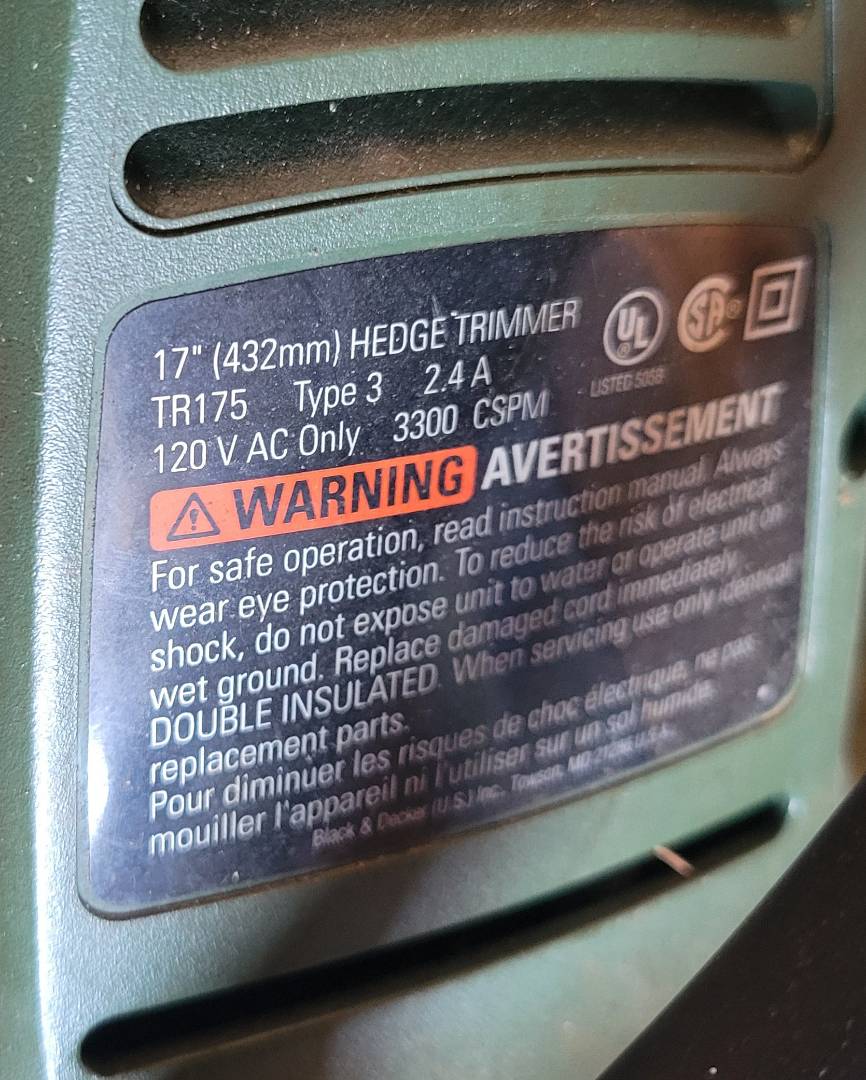 17" (432mm) HEDGE TRIMMER
TR175 Type 3 2.4 A
120 V AC Only 3300 CSPM
UL
®
SA®
LISTED 505B
WARNING AVERTISSEMENT
For safe operation, read instruction manual. Always
wear eye protection. To reduce the risk of electrical
shock, do not expose unit to water or operate unit on
wet ground. Replace damaged cord immediately.
DOUBLE INSULATED. When servicing use only identical
replacement parts.
Pour diminuer les risques de choc électrique, ne pas
mouiller l'appareil ni l'utiliser sur un sol humide.
Black & Decker (U.S.) Inc., Towson, MD 21286 U.S.A.